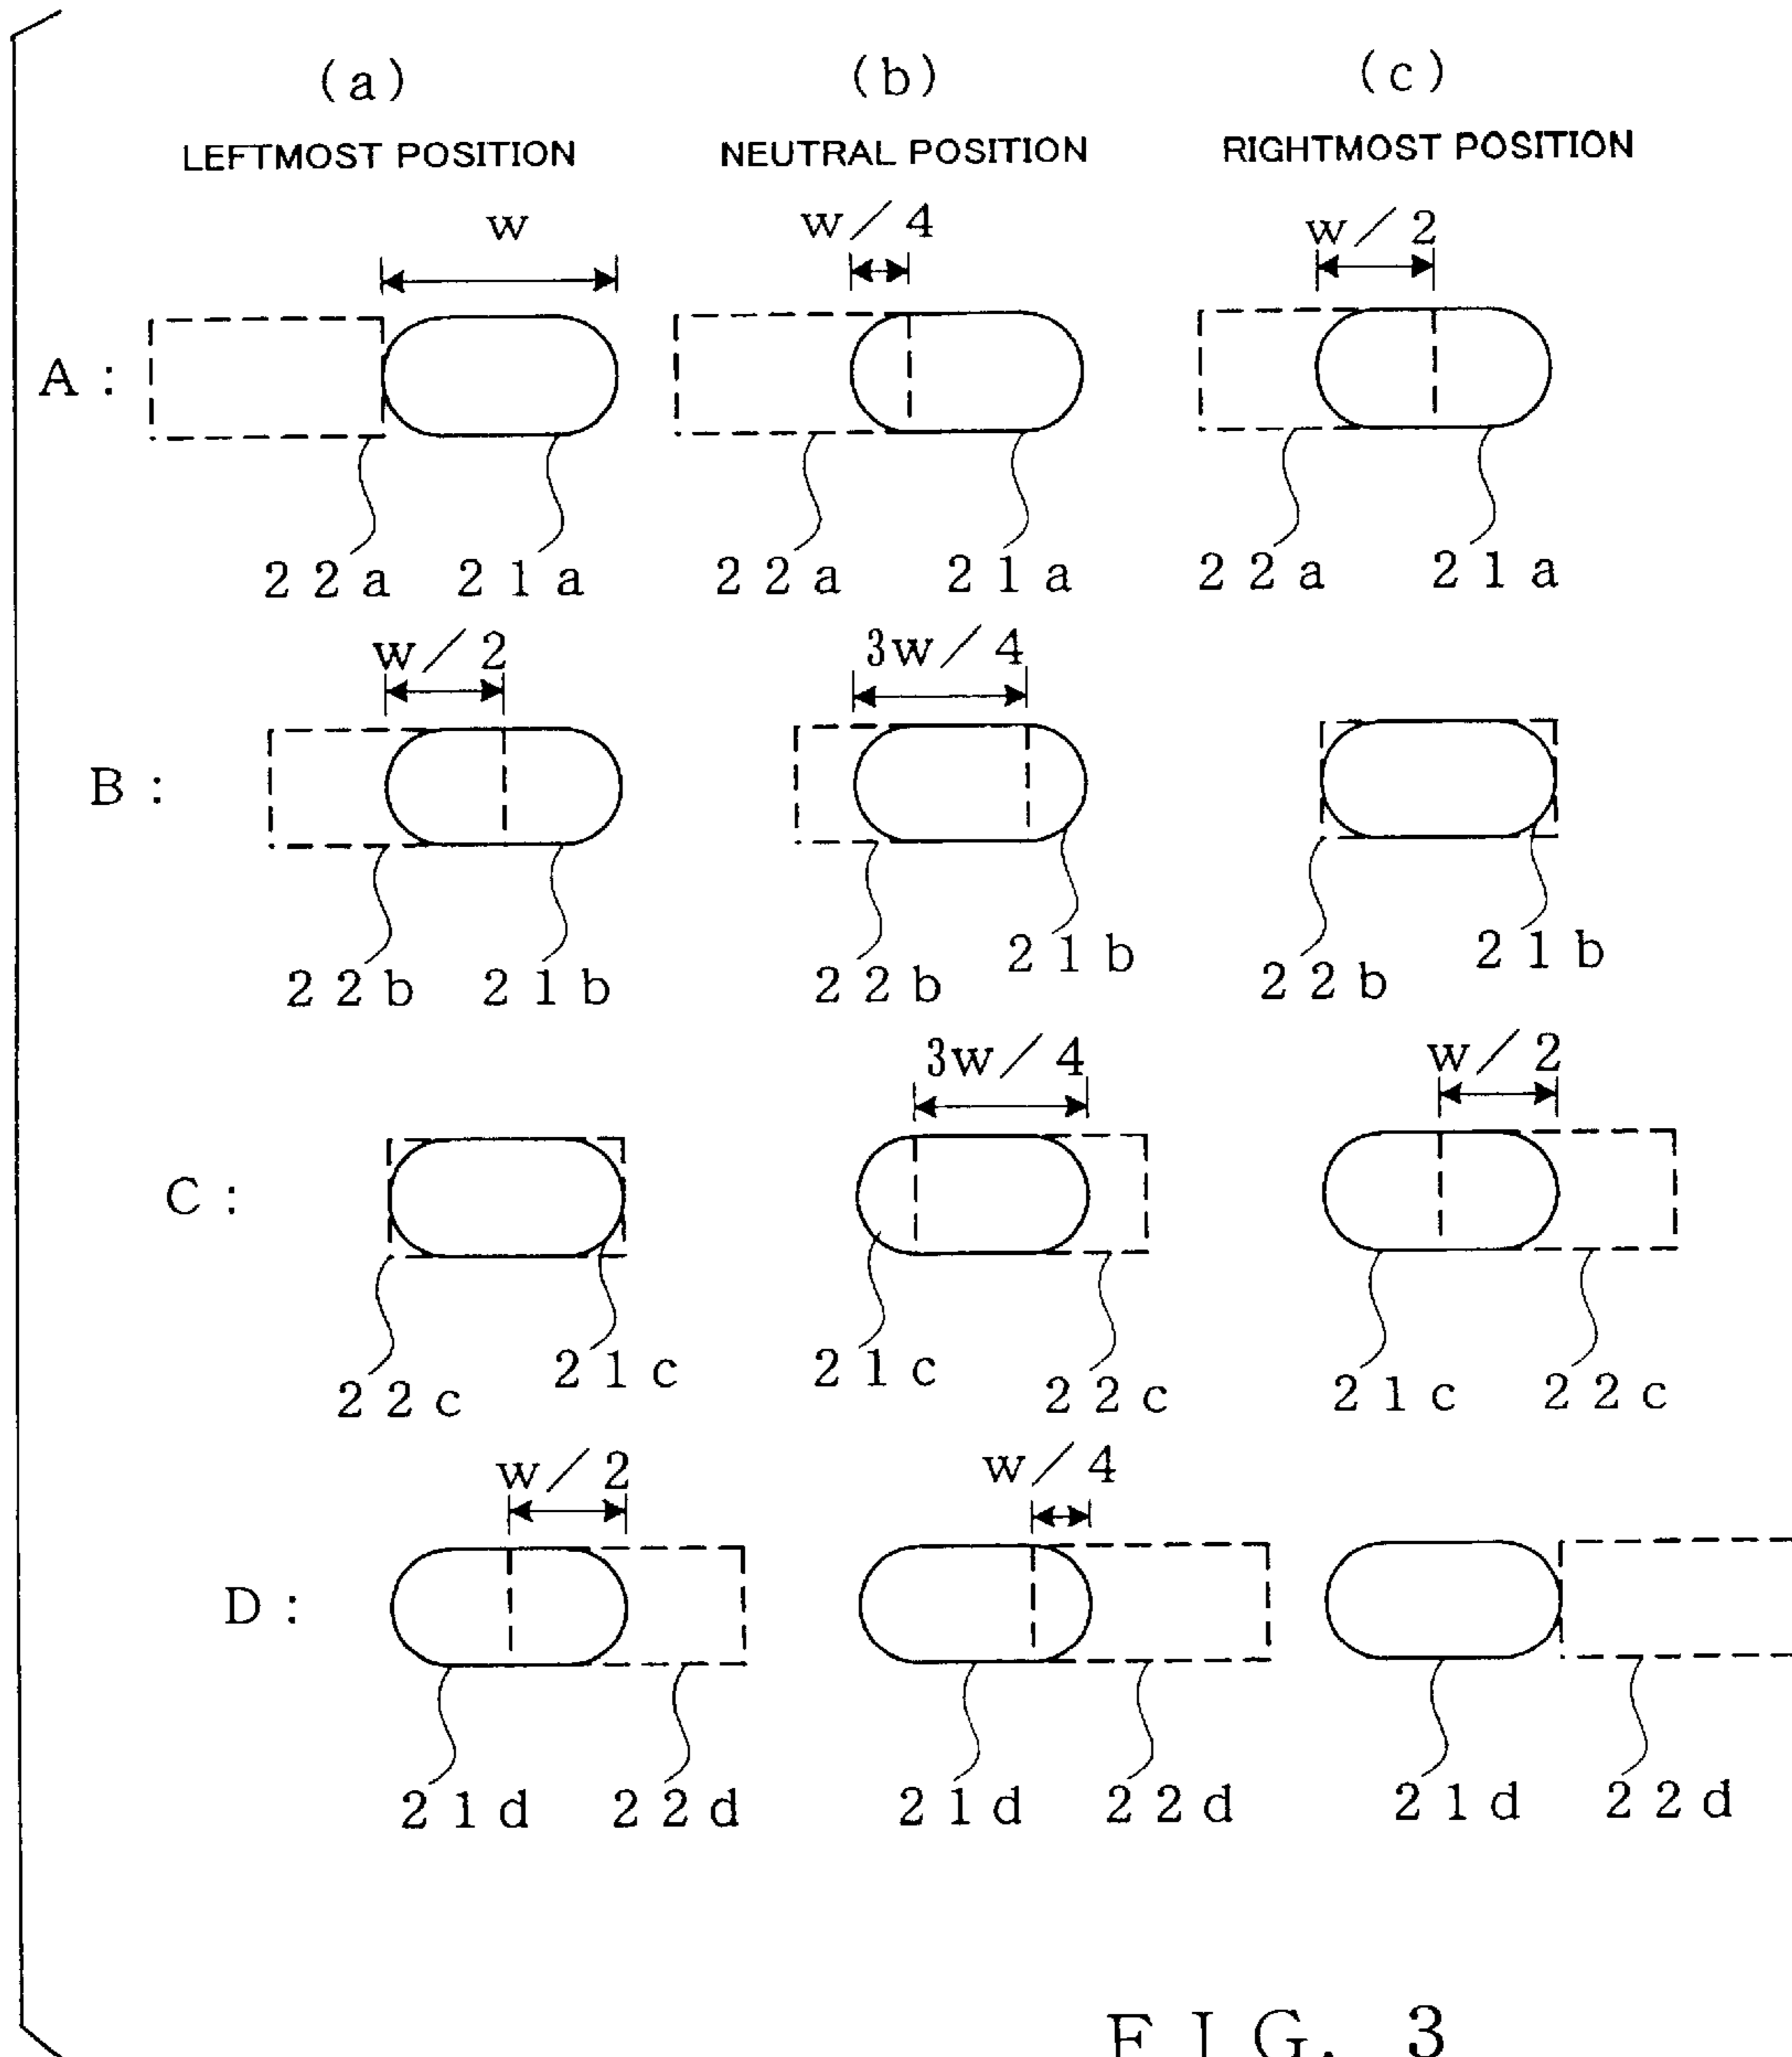 (a) (b) (c)
LEFTMOST POSITION NEUTRAL POSITION RIGHTMOST POSITION
w w/4 w/2
A:
22a 21a 22a 21a 22a 21a
w/2 3w/4
B:
22b 21b 22b 21b 22b 21b
3w/4 w/2
C:
22c 21c 21c 22c 21c 22c
w/2 w/4
D:
21d 22d 21d 22d 21d 22d
FIG. 3